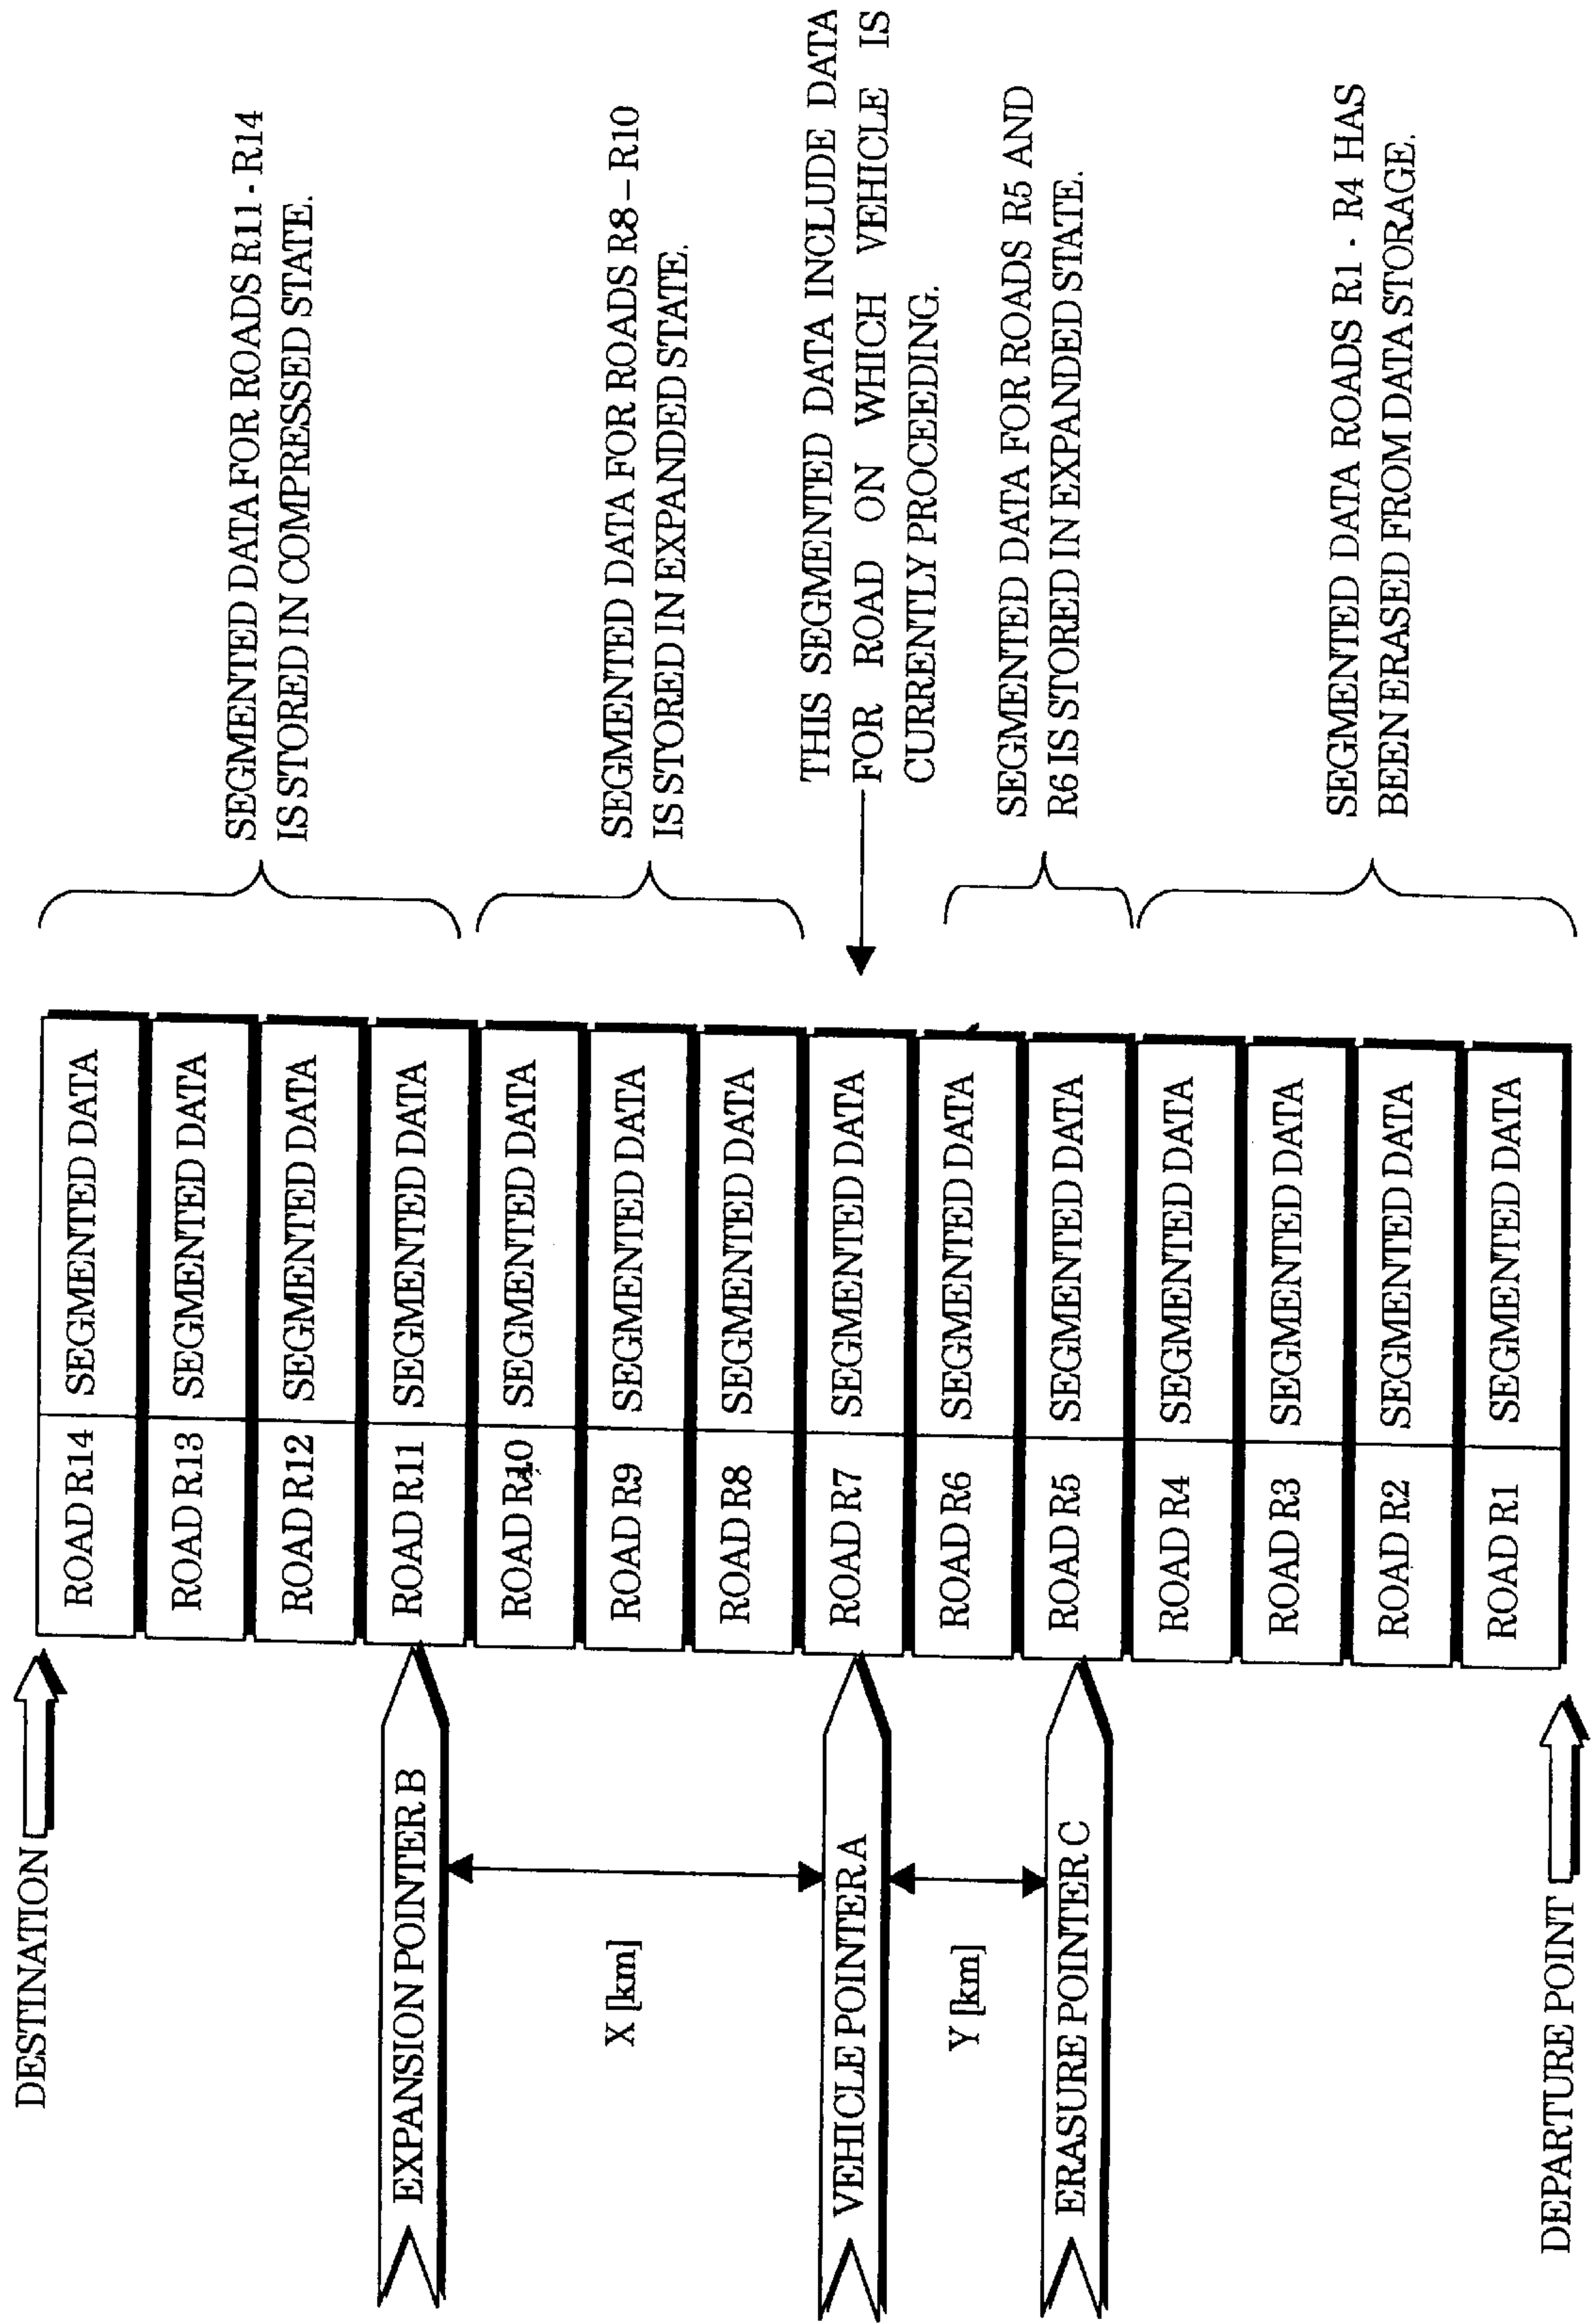 DESTINATION
EXPANSION POINTER B
X [km]
VEHICLE POINTER A
Y [km]
ERASURE POINTER C
DEPARTURE POINT
ROAD R14 SEGMENTED DATA
ROAD R13 SEGMENTED DATA
ROAD R12 SEGMENTED DATA
ROAD R11 SEGMENTED DATA
ROAD R10 SEGMENTED DATA
ROAD R9 SEGMENTED DATA
ROAD R8 SEGMENTED DATA
ROAD R7 SEGMENTED DATA
ROAD R6 SEGMENTED DATA
ROAD R5 SEGMENTED DATA
ROAD R4 SEGMENTED DATA
ROAD R3 SEGMENTED DATA
ROAD R2 SEGMENTED DATA
ROAD R1 SEGMENTED DATA
SEGMENTED DATA FOR ROADS R11 - R14
IS STORED IN COMPRESSED STATE.
SEGMENTED DATA FOR ROADS R8 – R10
IS STORED IN EXPANDED STATE.
THIS SEGMENTED DATA INCLUDE DATA
FOR ROAD ON WHICH VEHICLE IS
CURRENTLY PROCEEDING.
SEGMENTED DATA FOR ROADS R5 AND
R6 IS STORED IN EXPANDED STATE.
SEGMENTED DATA ROADS R1 - R4 HAS
BEEN ERASED FROM DATA STORAGE.